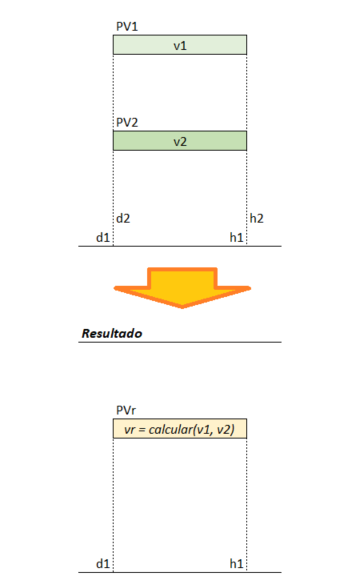 PV1
v1
PV2
v2
d2 h2
d1 h1
Resultado
PVr
vr = calcular(v1, v2)
d1 h1